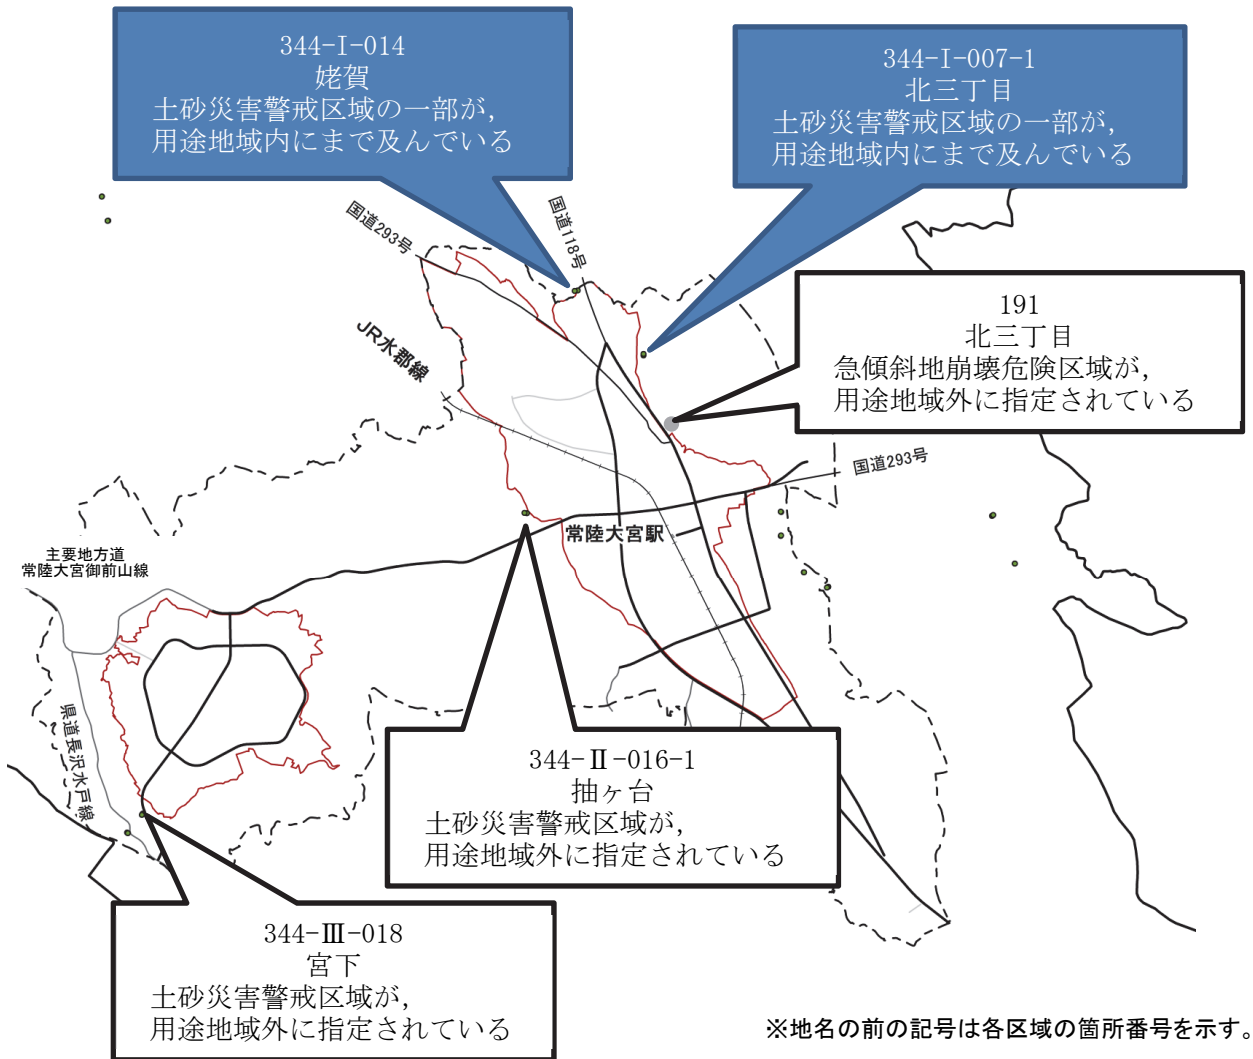 344-Ⅰ-014
姥賀
土砂災害警戒区域の一部が,
用途地域内にまで及んでいる
344-Ⅰ-007-1
北三丁目
土砂災害警戒区域の一部が,
用途地域内にまで及んでいる
国道293号
国道118号
191
北三丁目
急傾斜地崩壊危険区域が,
用途地域外に指定されている
JR水郡線
国道293号
常陸大宮駅
主要地方道
常陸大宮御前山線
県道長沢水戸線
344-Ⅱ-016-1
抽ヶ台
土砂災害警戒区域が,
用途地域外に指定されている
344-Ⅲ-018
宮下
土砂災害警戒区域が,
用途地域外に指定されている
※地名の前の記号は各区域の箇所番号を示す。